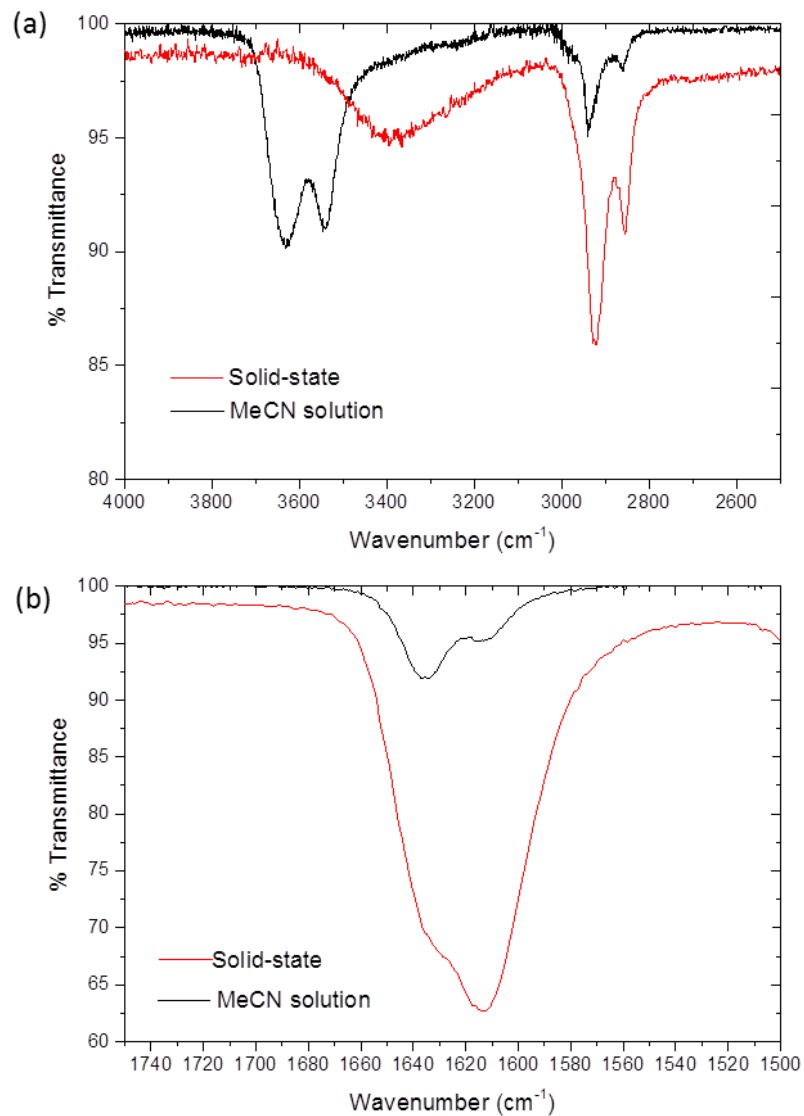 (a)
100
95
90
85
80
% Transmittance
Solid-state
MeCN solution
4000 3800 3600 3400 3200 3000 2800 2600
Wavenumber (cm⁻¹)
(b)
100
95
90
85
80
75
70
65
60
% Transmittance
Solid-state
MeCN solution
1740 1720 1700 1680 1660 1640 1620 1600 1580 1560 1540 1520 1500
Wavenumber (cm⁻¹)